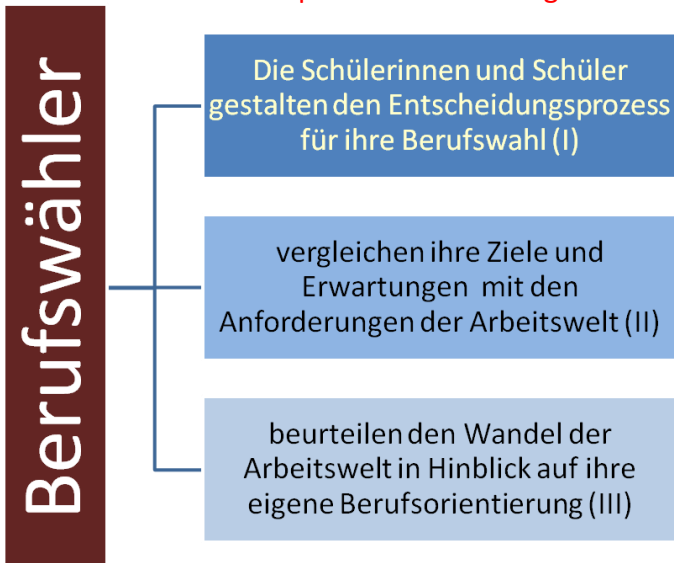 Berufswähler
Die Schülerinnen und Schüler
gestalten den Entscheidungsprozess
für ihre Berufswahl (I)
vergleichen ihre Ziele und
Erwartungen mit den
Anforderungen der Arbeitswelt (II)
beurteilen den Wandel der
Arbeitswelt in Hinblick auf ihre
eigene Berufsorientierung (III)